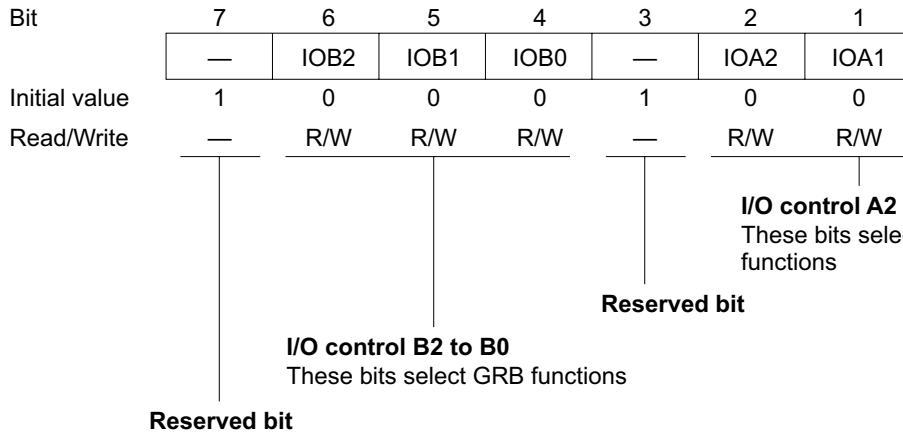 Bit 7 6 5 4 3 2 1
— IOB2 IOB1 IOB0 — IOA2 IOA1
Initial value 1 0 0 0 1 0 0
Read/Write — R/W R/W R/W — R/W R/W
I/O control A2
These bits selec
functions
Reserved bit
I/O control B2 to B0
These bits select GRB functions
Reserved bit